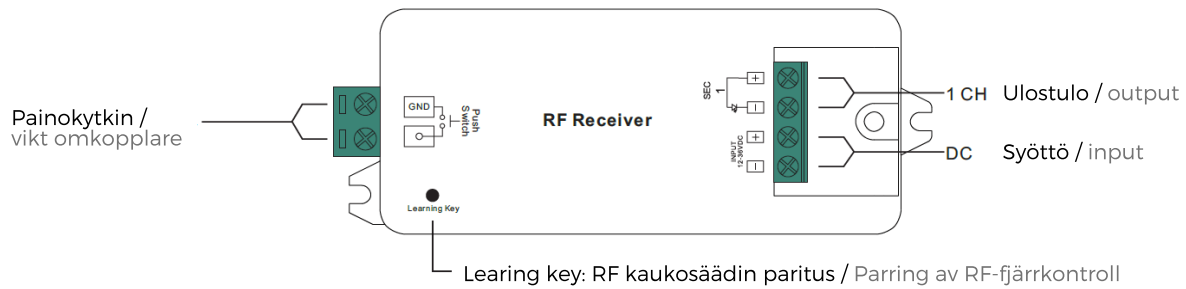 Painokytkin /
vikt omkopplare
GND
Push
Switch
RF Receiver
Learning Key
SEC
1
+
-
INPUT
12-36VDC
+
-
1 CH Ulostulo / output
DC Syöttö / input
Learing key: RF kaukosäädin paritus / Parring av RF-fjärrkontroll